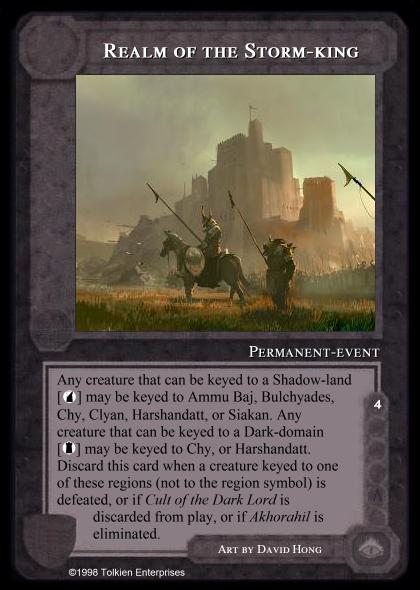 REALM OF THE STORM-KING
PERMANENT-EVENT
Any creature that can be keyed to a Shadow-land
[ ] may be keyed to Ammu Baj, Bulchyades,
Chy, Clyan, Harshandatt, or Siakan. Any
creature that can be keyed to a Dark-domain
[ ] may be keyed to Chy, or Harshandatt.
Discard this card when a creature keyed to one
of these regions (not to the region symbol) is
defeated, or if Cult of the Dark Lord is
discarded from play, or if Akhorahil is
eliminated.
4
ART BY DAVID HONG
©1998 Tolkien Enterprises